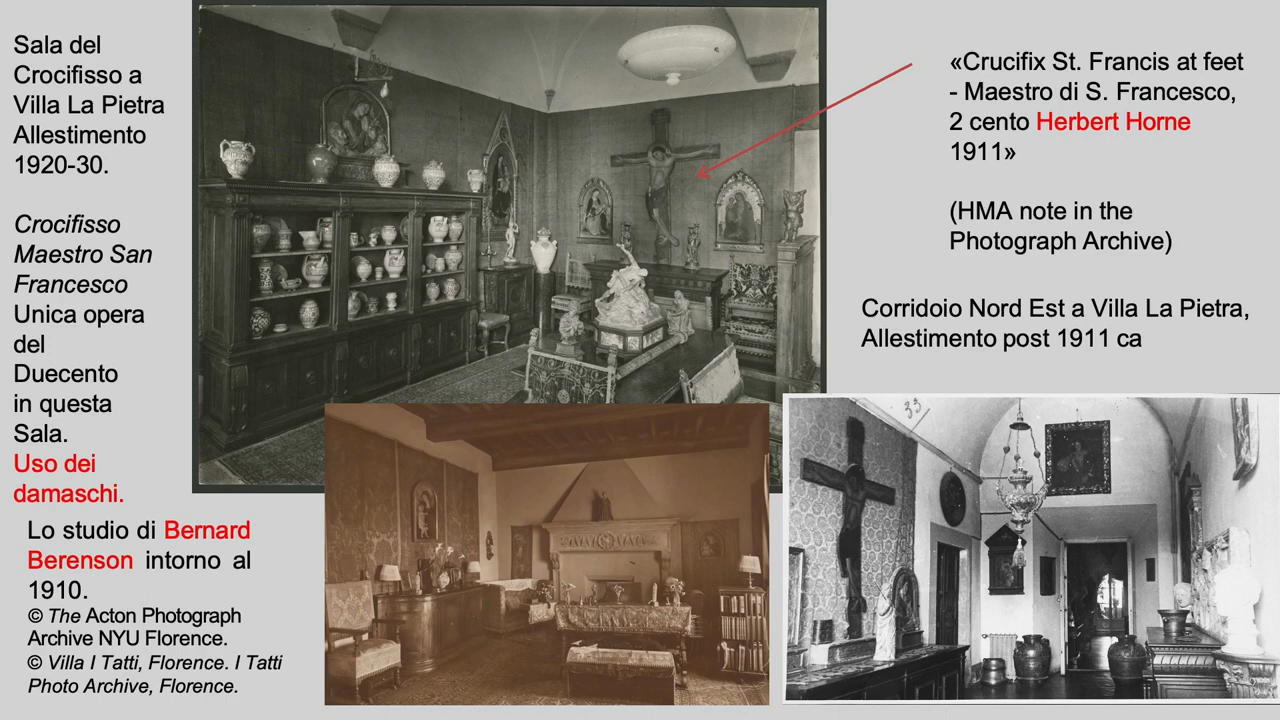 Sala del
Crocifisso a
Villa La Pietra
Allestimento
1920-30.
Crocifisso
Maestro San
Francesco
Unica opera
del
Duecento
in questa
Sala.
Uso dei
damaschi.
Lo studio di Bernard
Berenson intorno al
1910.
© The Acton Photograph
Archive NYU Florence.
© Villa I Tatti, Florence. I Tatti
Photo Archive, Florence.
«Crucifix St. Francis at feet
- Maestro di S. Francesco,
2 cento Herbert Horne
1911»
(HMA note in the
Photograph Archive)
Corridoio Nord Est a Villa La Pietra,
Allestimento post 1911 ca
33